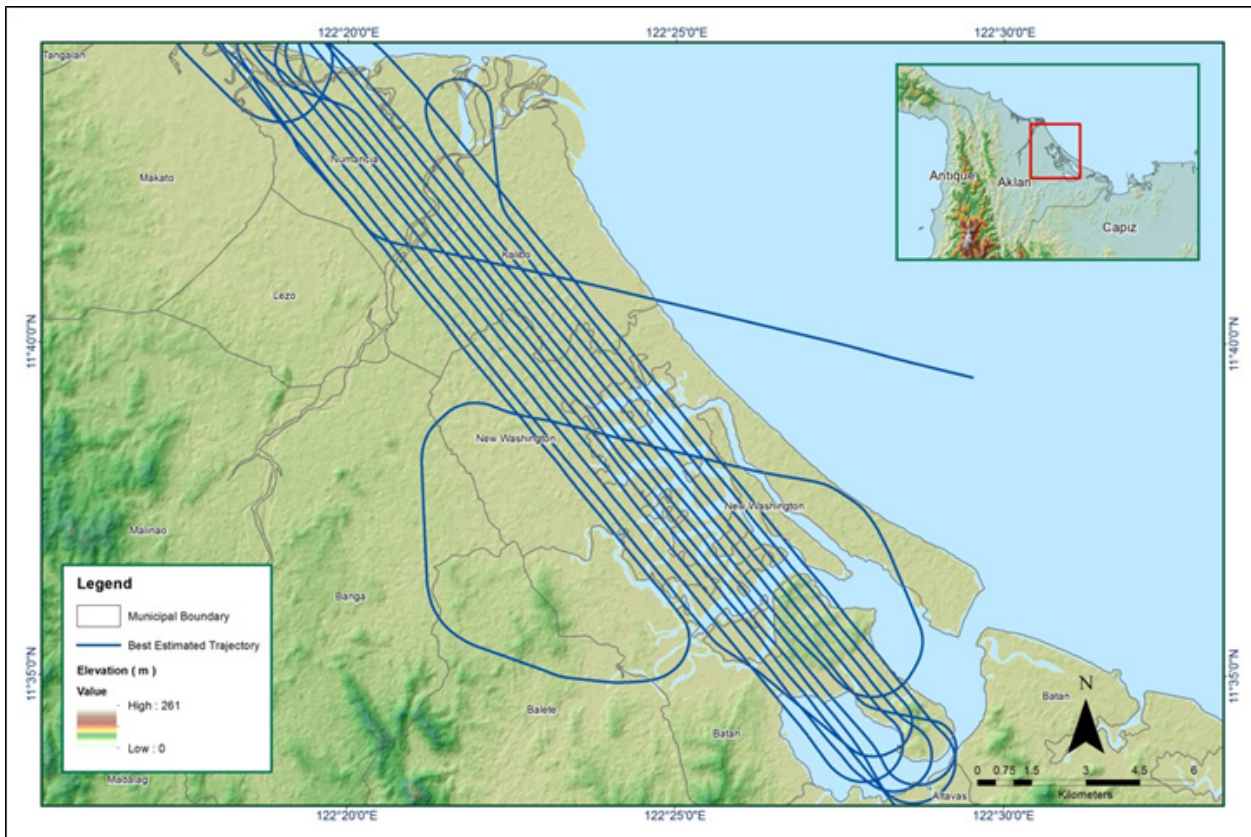 122°20'0"E
122°25'0"E
122°30'0"E
Tangalan
Numancia
Makato
Antique
Aklan
Capiz
Kalibo
Lezo
11°40'0"N
11°40'0"N
New Washington
New Washington
Malinao
Legend
Municipal Boundary
Best Estimated Trajectory
Elevation ( m )
Value
High : 261
Low : 0
Banga
11°35'0"N
11°35'0"N
Batan
N
Balete
Batan
Madalag
Altavas
0 0.75 1.5 3 4.5 6
Kilometers
122°20'0"E
122°25'0"E
122°30'0"E